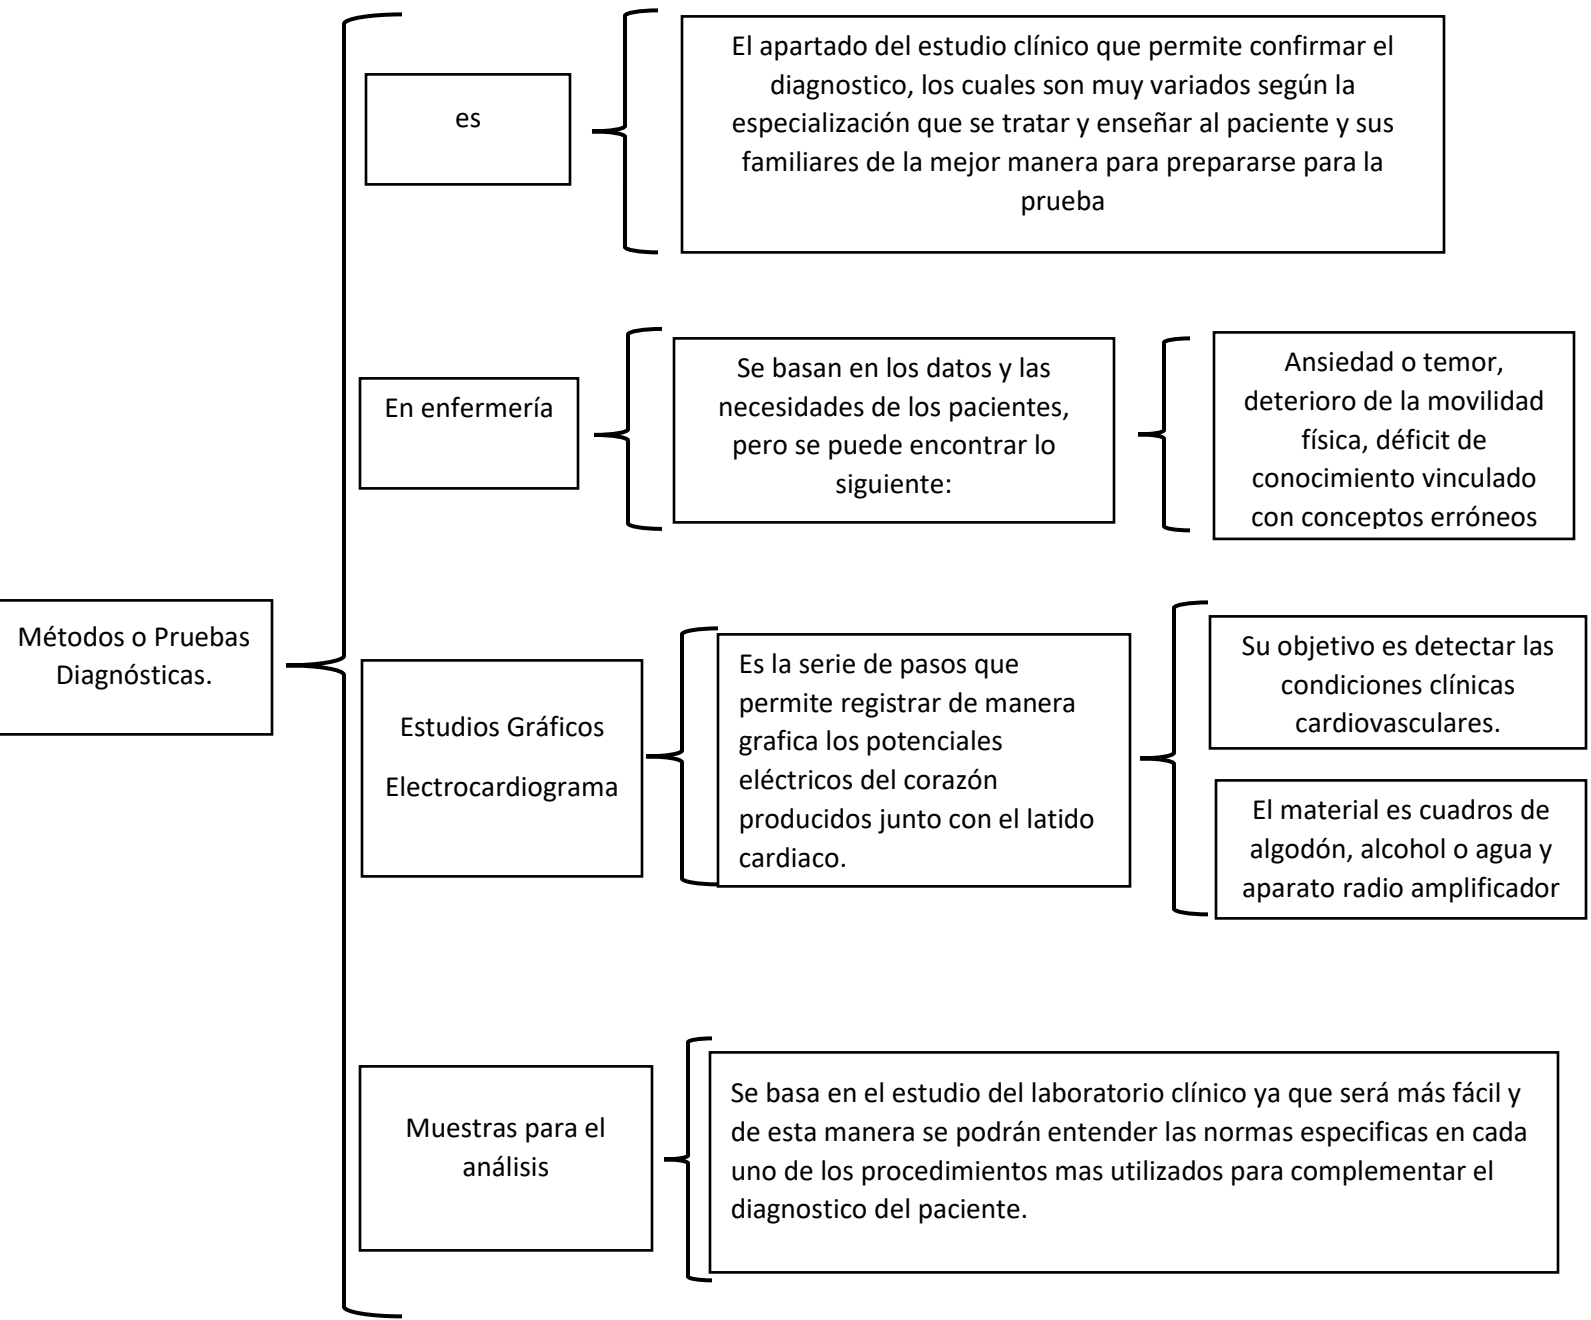 Métodos o Pruebas
Diagnósticas.
es
El apartado del estudio clínico que permite confirmar el
diagnostico, los cuales son muy variados según la
especialización que se tratar y enseñar al paciente y sus
familiares de la mejor manera para prepararse para la
prueba
En enfermería
Se basan en los datos y las
necesidades de los pacientes,
pero se puede encontrar lo
siguiente:
Ansiedad o temor,
deterioro de la movilidad
física, déficit de
conocimiento vinculado
con conceptos erróneos
Estudios Gráficos
Electrocardiograma
Es la serie de pasos que
permite registrar de manera
grafica los potenciales
eléctricos del corazón
producidos junto con el latido
cardiaco.
Su objetivo es detectar las
condiciones clínicas
cardiovasculares.
El material es cuadros de
algodón, alcohol o agua y
aparato radio amplificador
Muestras para el
análisis
Se basa en el estudio del laboratorio clínico ya que será más fácil y
de esta manera se podrán entender las normas especificas en cada
uno de los procedimientos mas utilizados para complementar el
diagnostico del paciente.